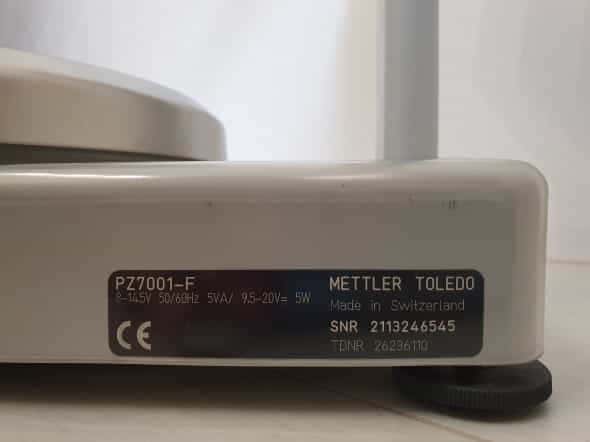 PZ7001-F
8-14.5V 50/60Hz 5VA/ 9.5-20V= 5W
CE
METTLER TOLEDO
Made in Switzerland
SNR 2113246545
TDNR 26236110